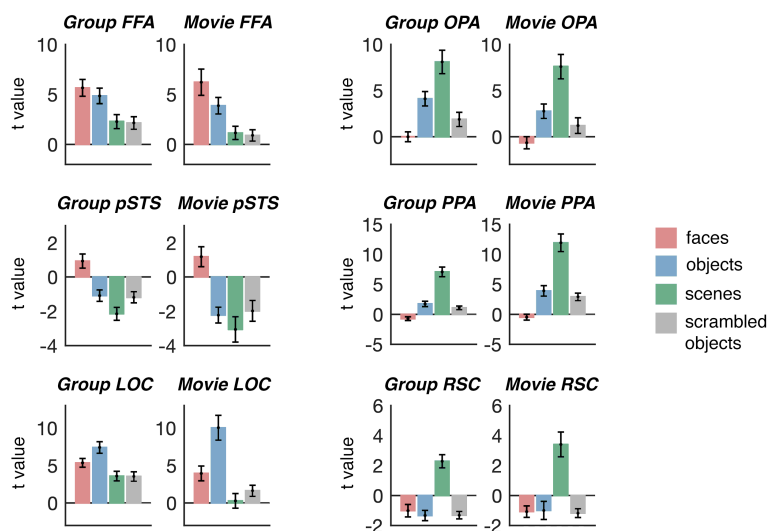 Group FFA Movie FFA Group OPA Movie OPA
10 10 10 10
t value 5 5 t value 5 5
0 0 0 0
Group pSTS Movie pSTS Group PPA Movie PPA
2 2 15 15
t value 0 0 t value 10 10
-2 -2 5 5
-4 -4 0 0
-5 -5
faces
objects
scenes
scrambled
objects
Group LOC Movie LOC Group RSC Movie RSC
10 10 6 6
t value 5 5 t value 4 4
0 0 2 2
0 0
-2 -2